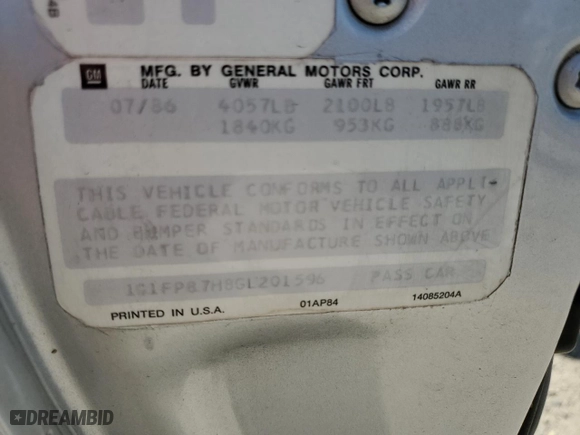 4B
GM
MFG. BY GENERAL MOTORS CORP.
DATE GVWR GAWR FRT GAWR RR
07/86 4057LB 2100LB 1957LB
1840KG 953KG 888KG
THIS VEHICLE CONFORMS TO ALL APPLI-
CABLE FEDERAL MOTOR VEHICLE SAFETY
AND BUMPER STANDARDS IN EFFECT ON
THE DATE OF MANUFACTURE SHOWN ABOVE
1G1FP87H8GL201596 PASS CAR
PRINTED IN U.S.A. 01AP84 14085204A
DREAMBID